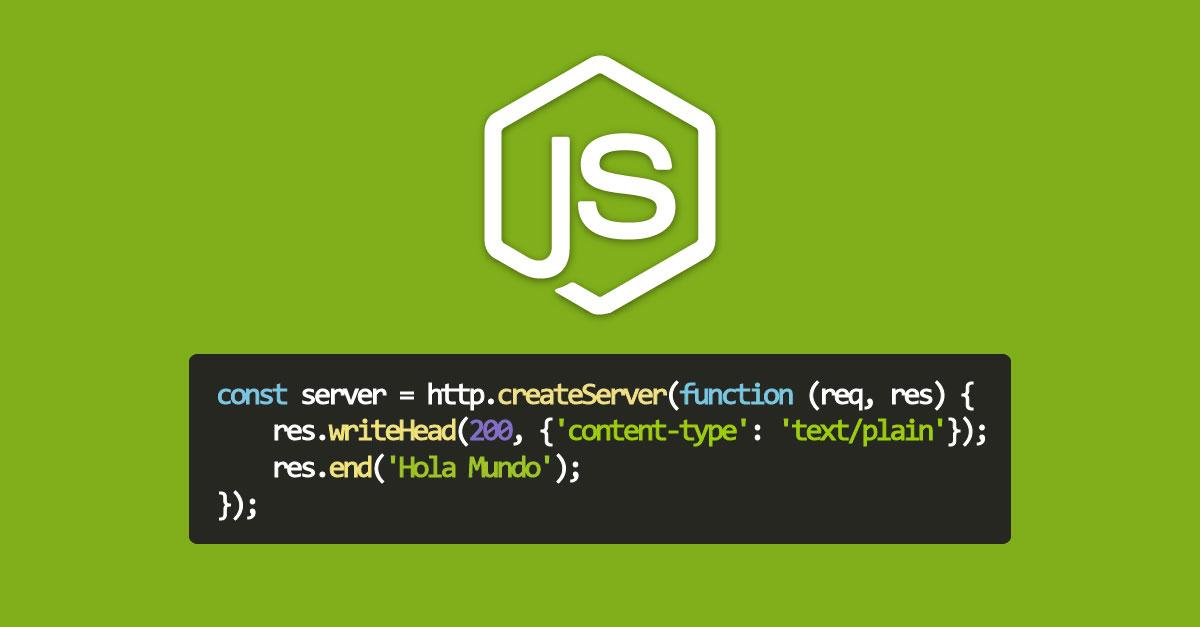 JS
const server = http.createServer(function (req, res) {
    res.writeHead(200, {'content-type': 'text/plain'});
    res.end('Hola Mundo');
});